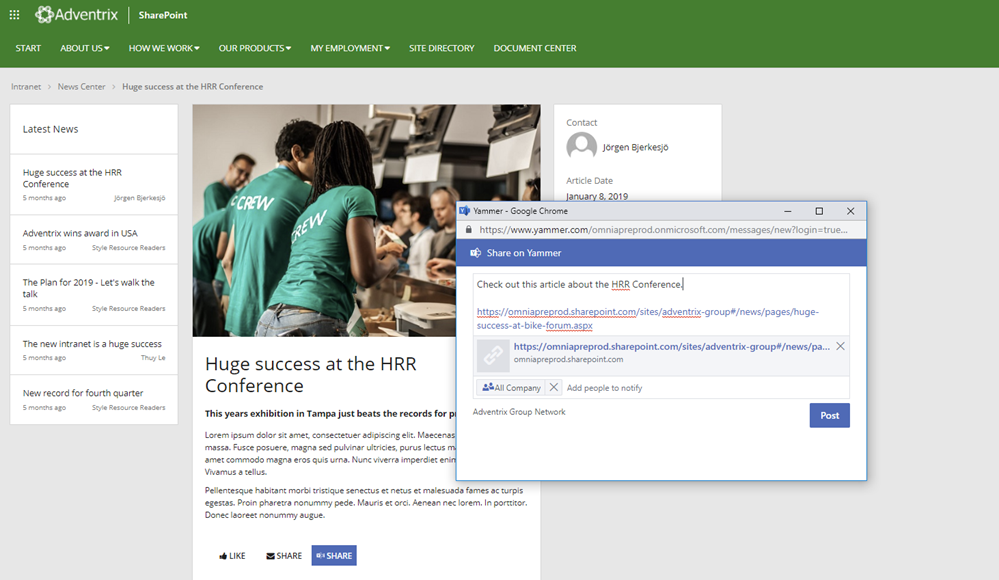 Adventrix SharePoint
START ABOUT US HOW WE WORK OUR PRODUCTS MY EMPLOYMENT SITE DIRECTORY DOCUMENT CENTER
Intranet > News Center > Huge success at the HRR Conference
Latest News
Huge success at the HRR
Conference
5 months ago Jörgen Bjerkesjö
Adventrix wins award in USA
5 months ago Style Resource Readers
The Plan for 2019 - Let's walk the
talk
5 months ago Style Resource Readers
The new intranet is a huge success
5 months ago Thuy Le
New record for fourth quarter
5 months ago Style Resource Readers
CREW
CREW
Huge success at the HRR
Conference
This years exhibition in Tampa just beats the records for pr
Lorem ipsum dolor sit amet, consectetuer adipiscing elit. Maecenas
massa. Fusce posuere, magna sed pulvinar ultricies, purus lectus m
amet commodo magna eros quis urna. Nunc viverra imperdiet enim
Vivamus a tellus.
Pellentesque habitant morbi tristique senectus et netus et malesuada fames ac turpis
egestas. Proin pharetra nonummy pede. Mauris et orci. Aenean nec lorem. In porttitor.
Donec laoreet nonummy augue.
LIKE SHARE SHARE
Contact
Jörgen Bjerkesjö
Article Date
January 8, 2019
Yammer - Google Chrome
https://www.yammer.com/omniapreprod.onmicrosoft.com/messages/new?login=true...
Share on Yammer
Check out this article about the HRR Conference.
https://omniapreprod.sharepoint.com/sites/adventrix-group#/news/pages/huge-
success-at-bike-forum.aspx
https://omniapreprod.sharepoint.com/sites/adventrix-group#/news/pa...
omniapreprod.sharepoint.com
All Company Add people to notify
Adventrix Group Network
Post